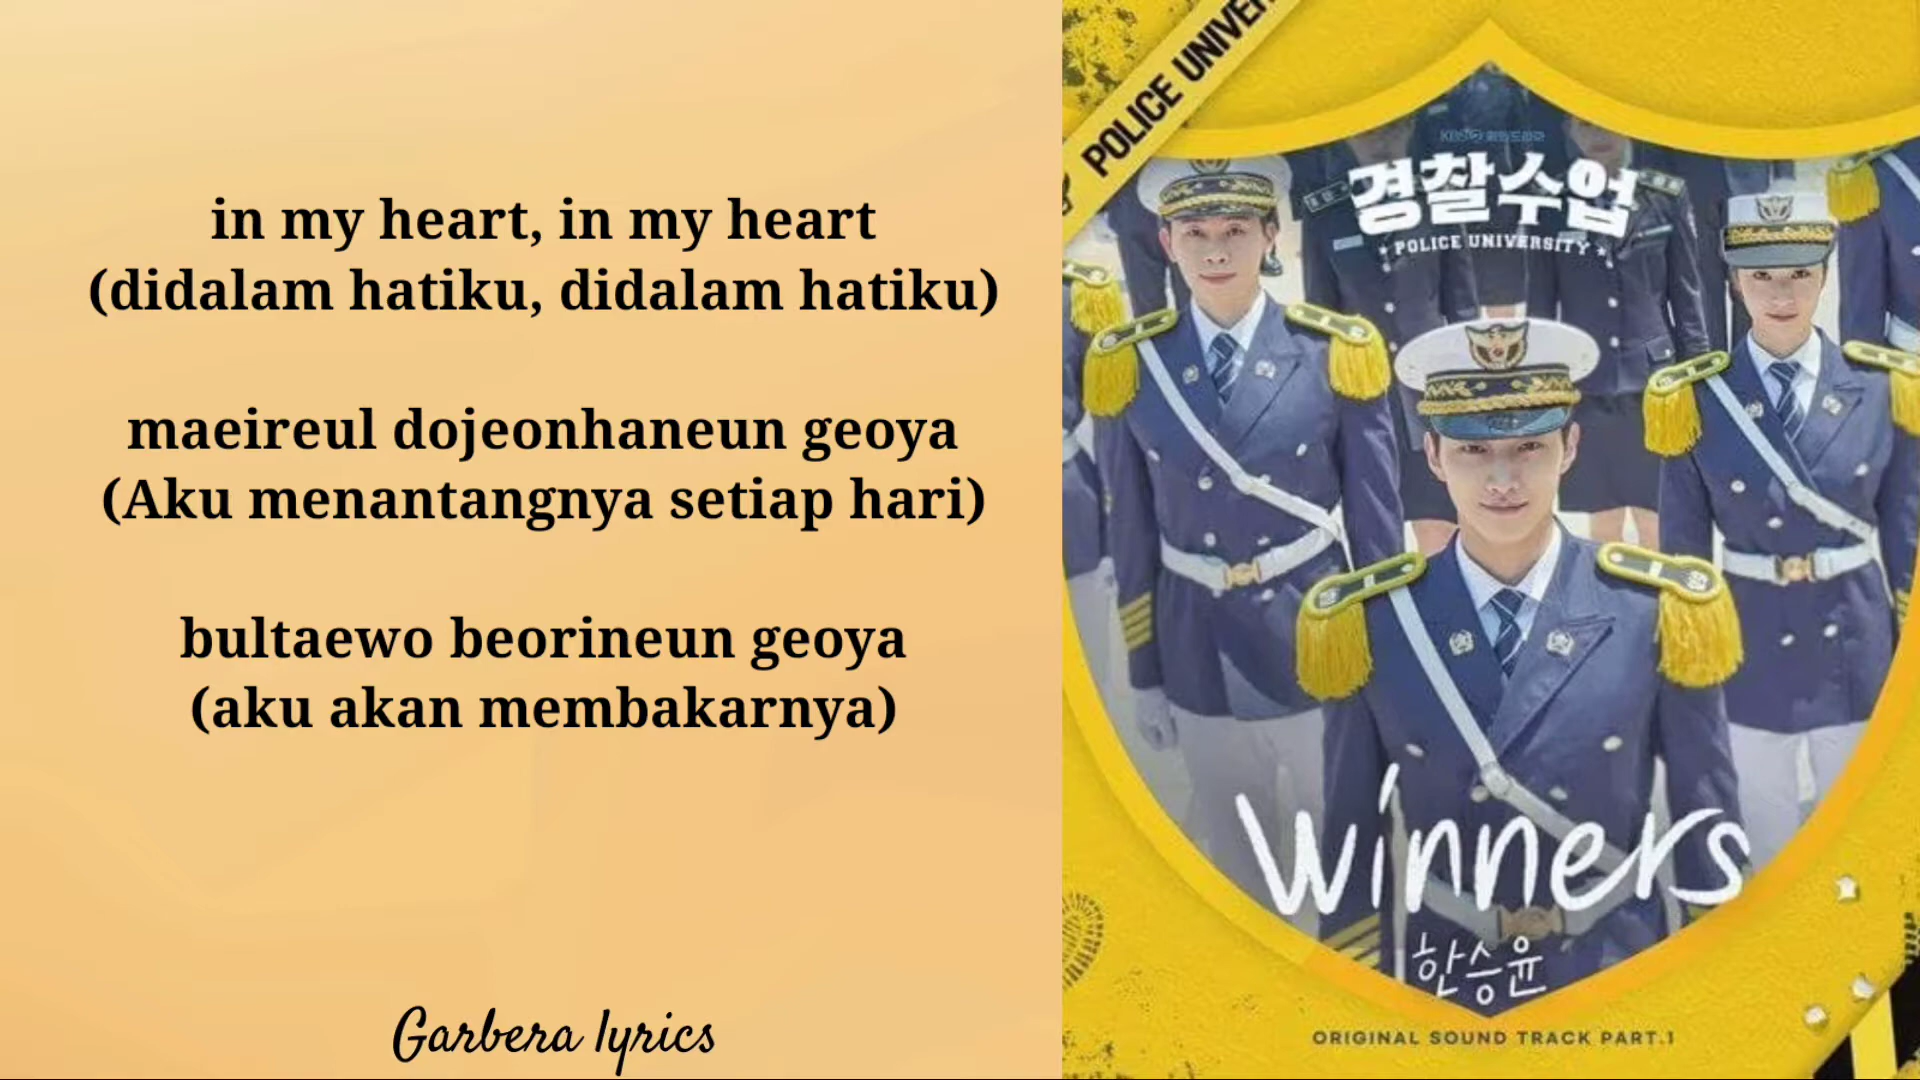 in my heart, in my heart
(didalam hatiku, didalam hatiku)
maeireul dojeonhaneun geoya
(Aku menantangnya setiap hari)
bultaewo beorineun geoya
(aku akan membakarnya)
Garbera lyrics
POLICE
경찰수업
POLICE UNIVERSITY
winners
한승윤
ORIGINAL SOUND TRACK PART.1